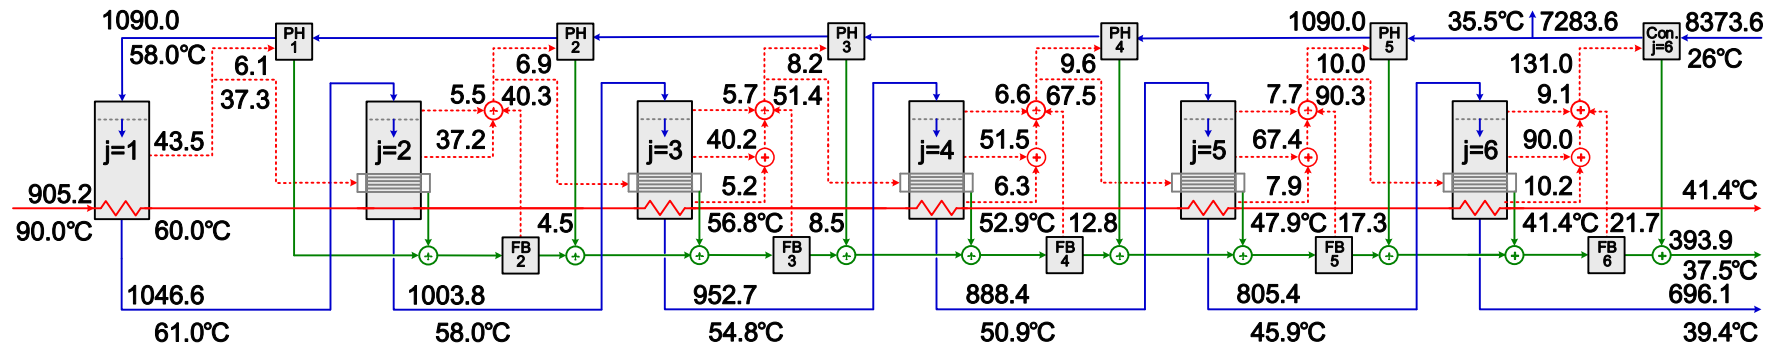 1090.0
PH 1
PH 2
PH 3
1090.0
PH 4
PH 5
35.5°C
7283.6
Con. j=6
8373.6
58.0°C
6.1
37.3
6.9
40.3
8.2
51.4
9.6
67.5
10.0
90.3
131.0
26°C
43.5
5.5
37.2
5.7
40.2
5.2
6.6
51.5
6.3
7.7
67.4
7.9
9.1
90.0
10.2
j=1
j=2
j=3
j=4
j=5
j=6
905.2
90.0°C
60.0°C
4.5
56.8°C
8.5
52.9°C
12.8
47.9°C
17.3
41.4°C
21.7
41.4°C
FB 2
FB 3
FB 4
FB 5
FB 6
393.9
37.5°C
1046.6
61.0°C
1003.8
58.0°C
952.7
54.8°C
888.4
50.9°C
805.4
45.9°C
696.1
39.4°C